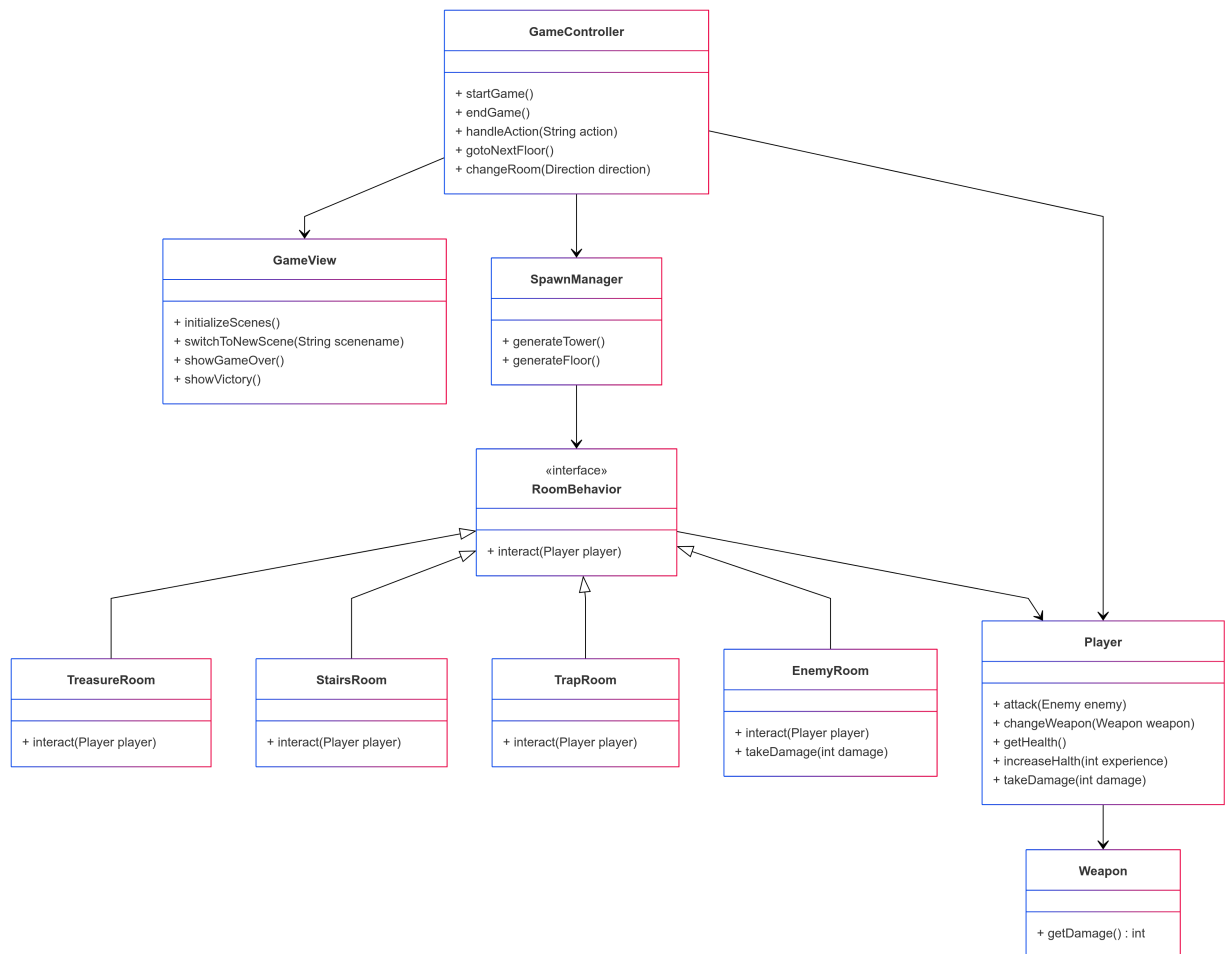 GameController
+ startGame()
+ endGame()
+ handleAction(String action)
+ gotoNextFloor()
+ changeRoom(Direction direction)
GameView
+ initializeScenes()
+ switchToNewScene(String scenename)
+ showGameOver()
+ showVictory()
SpawnManager
+ generateTower()
+ generateFloor()
«interface»
RoomBehavior
+ interact(Player player)
TreasureRoom
+ interact(Player player)
StairsRoom
+ interact(Player player)
TrapRoom
+ interact(Player player)
EnemyRoom
+ interact(Player player)
+ takeDamage(int damage)
Player
+ attack(Enemy enemy)
+ changeWeapon(Weapon weapon)
+ getHealth()
+ increaseHalth(int experience)
+ takeDamage(int damage)
Weapon
+ getDamage() : int